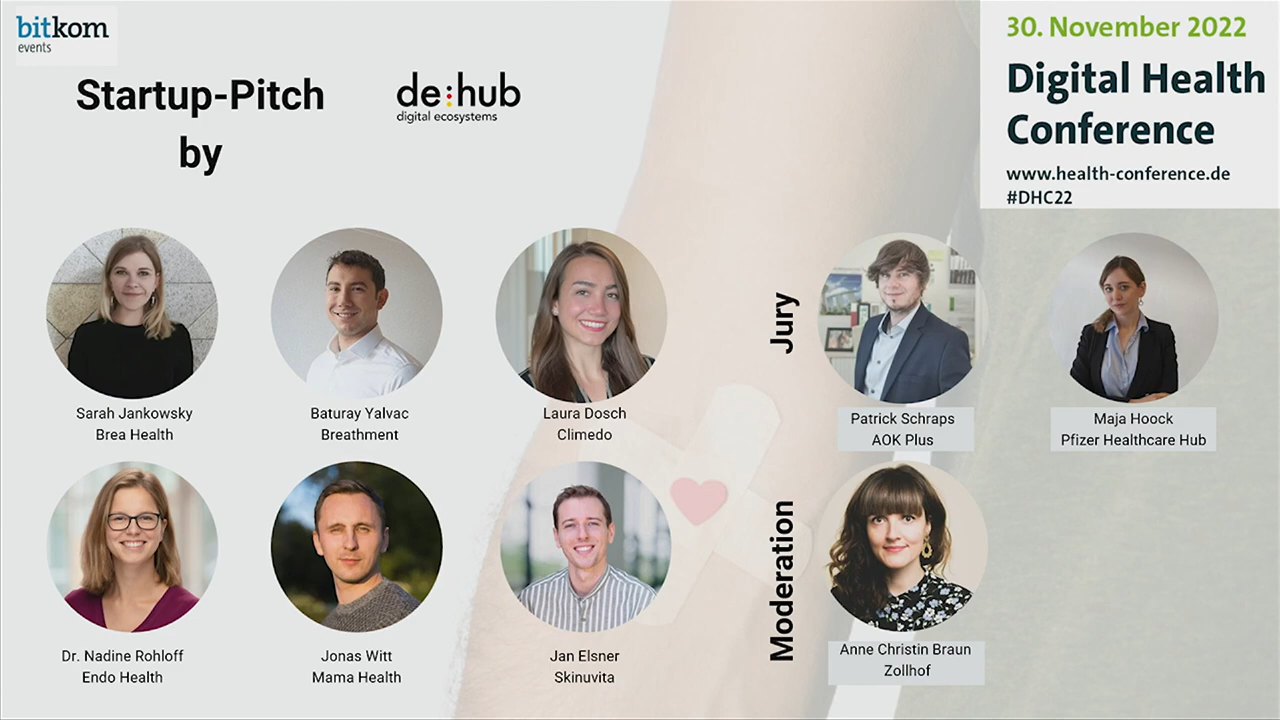 bitkom
events
Startup-Pitch
by
de:hub
digital ecosystems
30. November 2022
Digital Health
Conference
www.health-conference.de
#DHC22
Sarah Jankowsky
Brea Health
Baturay Yalvac
Breathment
Laura Dosch
Climedo
Jury
Patrick Schraps
AOK Plus
Maja Hoock
Pfizer Healthcare Hub
Dr. Nadine Rohloff
Endo Health
Jonas Witt
Mama Health
Jan Elsner
Skinuvita
Moderation
Anne Christin Braun
Zollhof